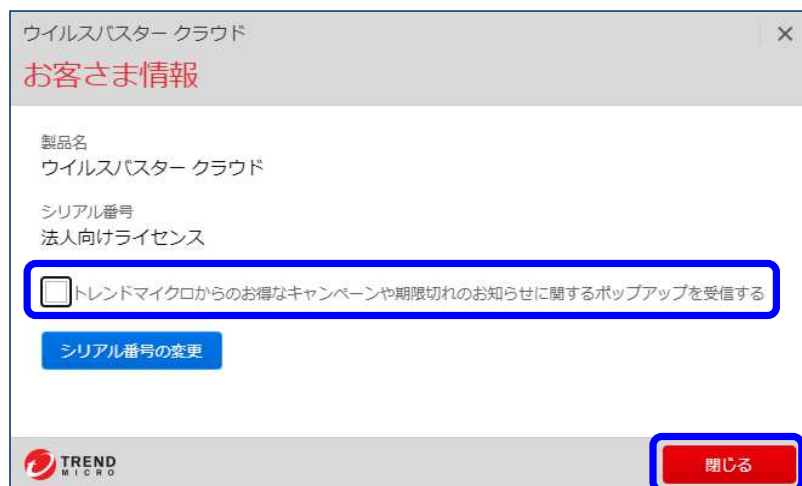 ウイルスバスター クラウド
お客さま情報
製品名
ウイルスバスター クラウド
シリアル番号
法人向けライセンス
トレンドマイクロからのお得なキャンペーンや期限切れのお知らせに関するポップアップを受信する
シリアル番号の変更
TREND
MICRO
閉じる